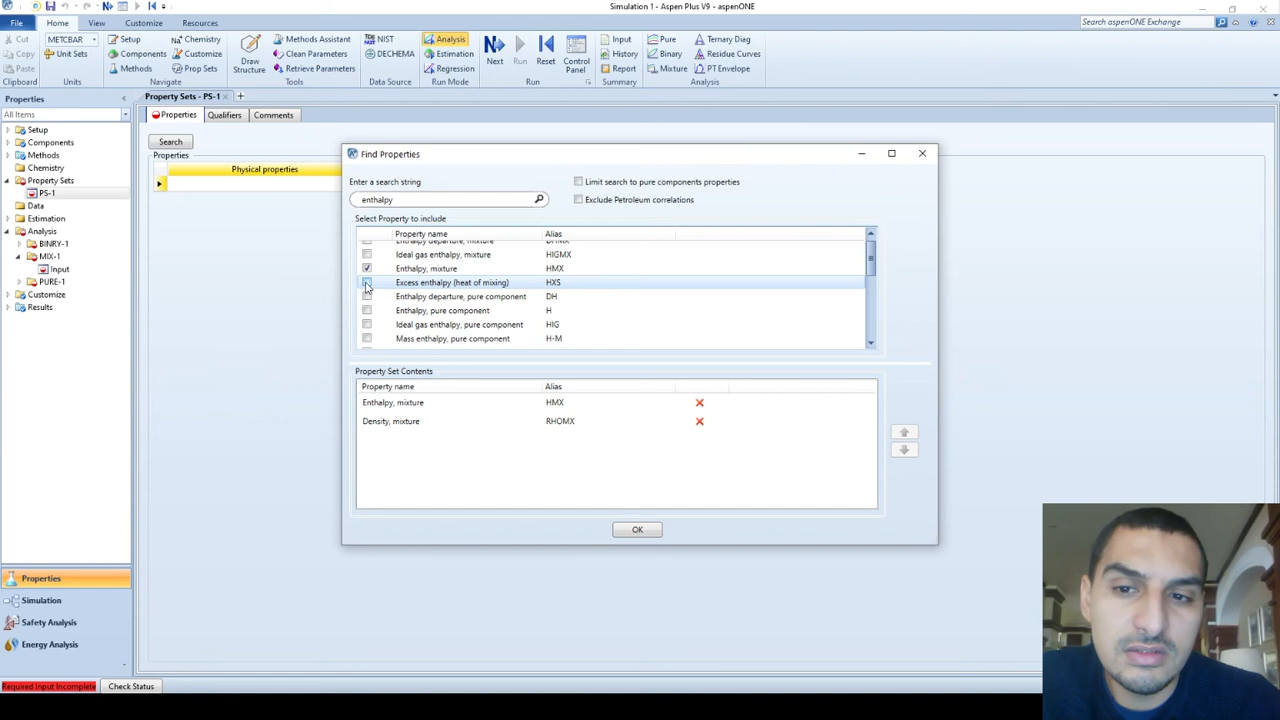 Simulation 1 - Aspen Plus V9 - aspenONE
File Home View Customize Resources
Search aspenONE Exchange
Cut METCBAR Setup Chemistry Methods Assistant NIST Analysis Input Pure Ternary Diag
Copy Unit Sets Components Customize Draw Structure Clean Parameters DECHEMA Estimation Next Run Reset Control Panel History Binary Residue Curves
Paste Methods Prop Sets Retrieve Parameters Regression Report Mixture PT Envelope
Clipboard Units Navigate Tools Data Source Run Mode Run Summary Analysis
Properties
All Items
Setup
Components
Methods
Chemistry
Property Sets
PS-1
Data
Estimation
Analysis
BINRY-1
MIX-1
Input
PURE-1
Customize
Results
Properties
Simulation
Safety Analysis
Energy Analysis
Required Input Incomplete Check Status
Property Sets - PS-1
Properties Qualifiers Comments
Search
Properties
Physical properties
Find Properties
Enter a search string
enthalpy
Limit search to pure components properties
Exclude Petroleum correlations
Select Property to include
Property name Alias
Enthalpy departure, mixture DHMX
Ideal gas enthalpy, mixture HIGMX
Enthalpy, mixture HMX
Excess enthalpy (heat of mixing) HXS
Enthalpy departure, pure component DH
Enthalpy, pure component H
Ideal gas enthalpy, pure component HIG
Mass enthalpy, pure component H-M
Property Set Contents
Property name Alias
Enthalpy, mixture HMX
Density, mixture RHOMX
OK